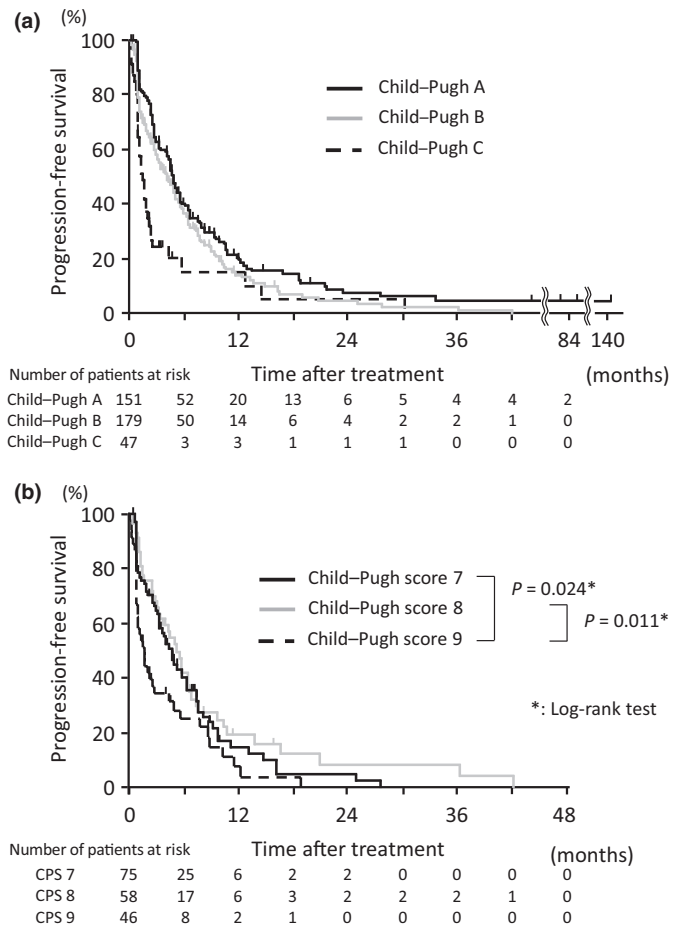 (a) (%)
100
80
60
40
20
0
Progression-free survival
Child–Pugh A
Child–Pugh B
Child–Pugh C
0 12 24 36 84 140
Number of patients at risk Time after treatment (months)
Child–Pugh A 151 52 20 13 6 5 4 4 2
Child–Pugh B 179 50 14 6 4 2 2 1 0
Child–Pugh C 47 3 3 1 1 1 0 0 0
(b) (%)
100
80
60
40
20
0
Progression-free survival
Child–Pugh score 7
Child–Pugh score 8
Child–Pugh score 9
P = 0.024*
P = 0.011*
*: Log-rank test
0 12 24 36 48
Number of patients at risk Time after treatment (months)
CPS 7 75 25 6 2 2 0 0 0 0
CPS 8 58 17 6 3 2 2 2 1 0
CPS 9 46 8 2 1 0 0 0 0 0